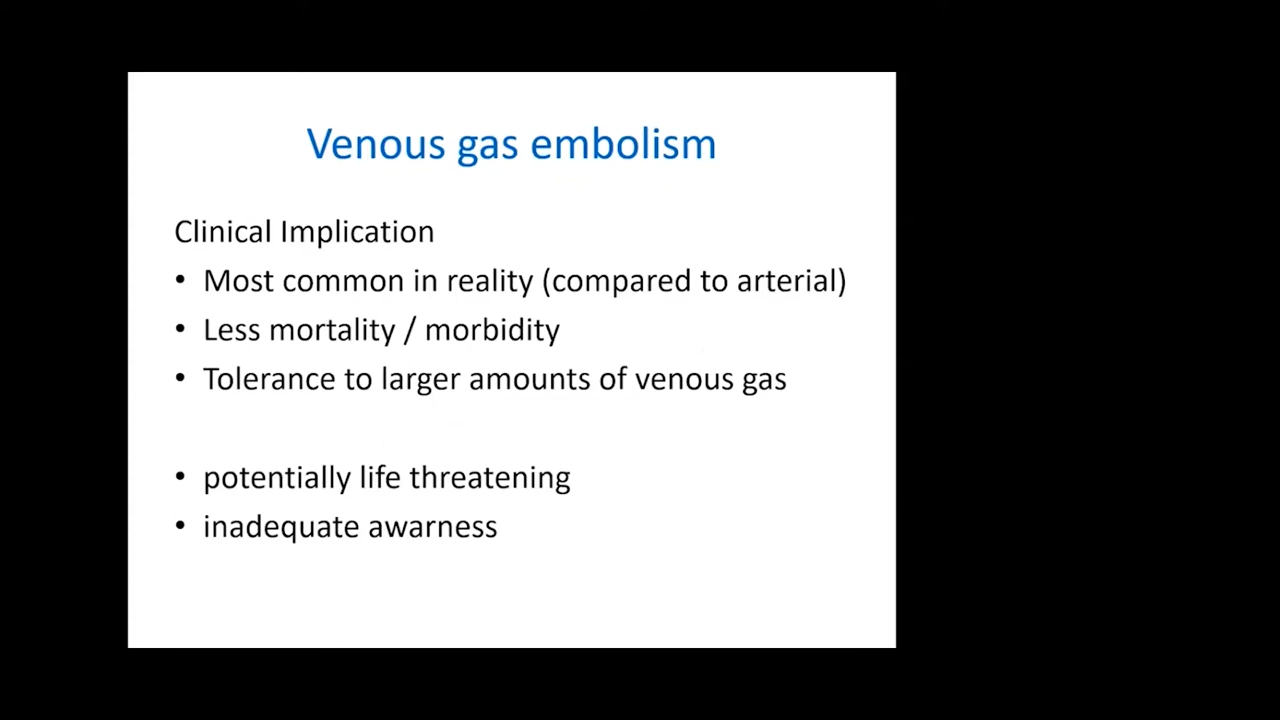 Venous gas embolism
Clinical Implication
• Most common in reality (compared to arterial)
• Less mortality / morbidity
• Tolerance to larger amounts of venous gas
• potentially life threatening
• inadequate awarness